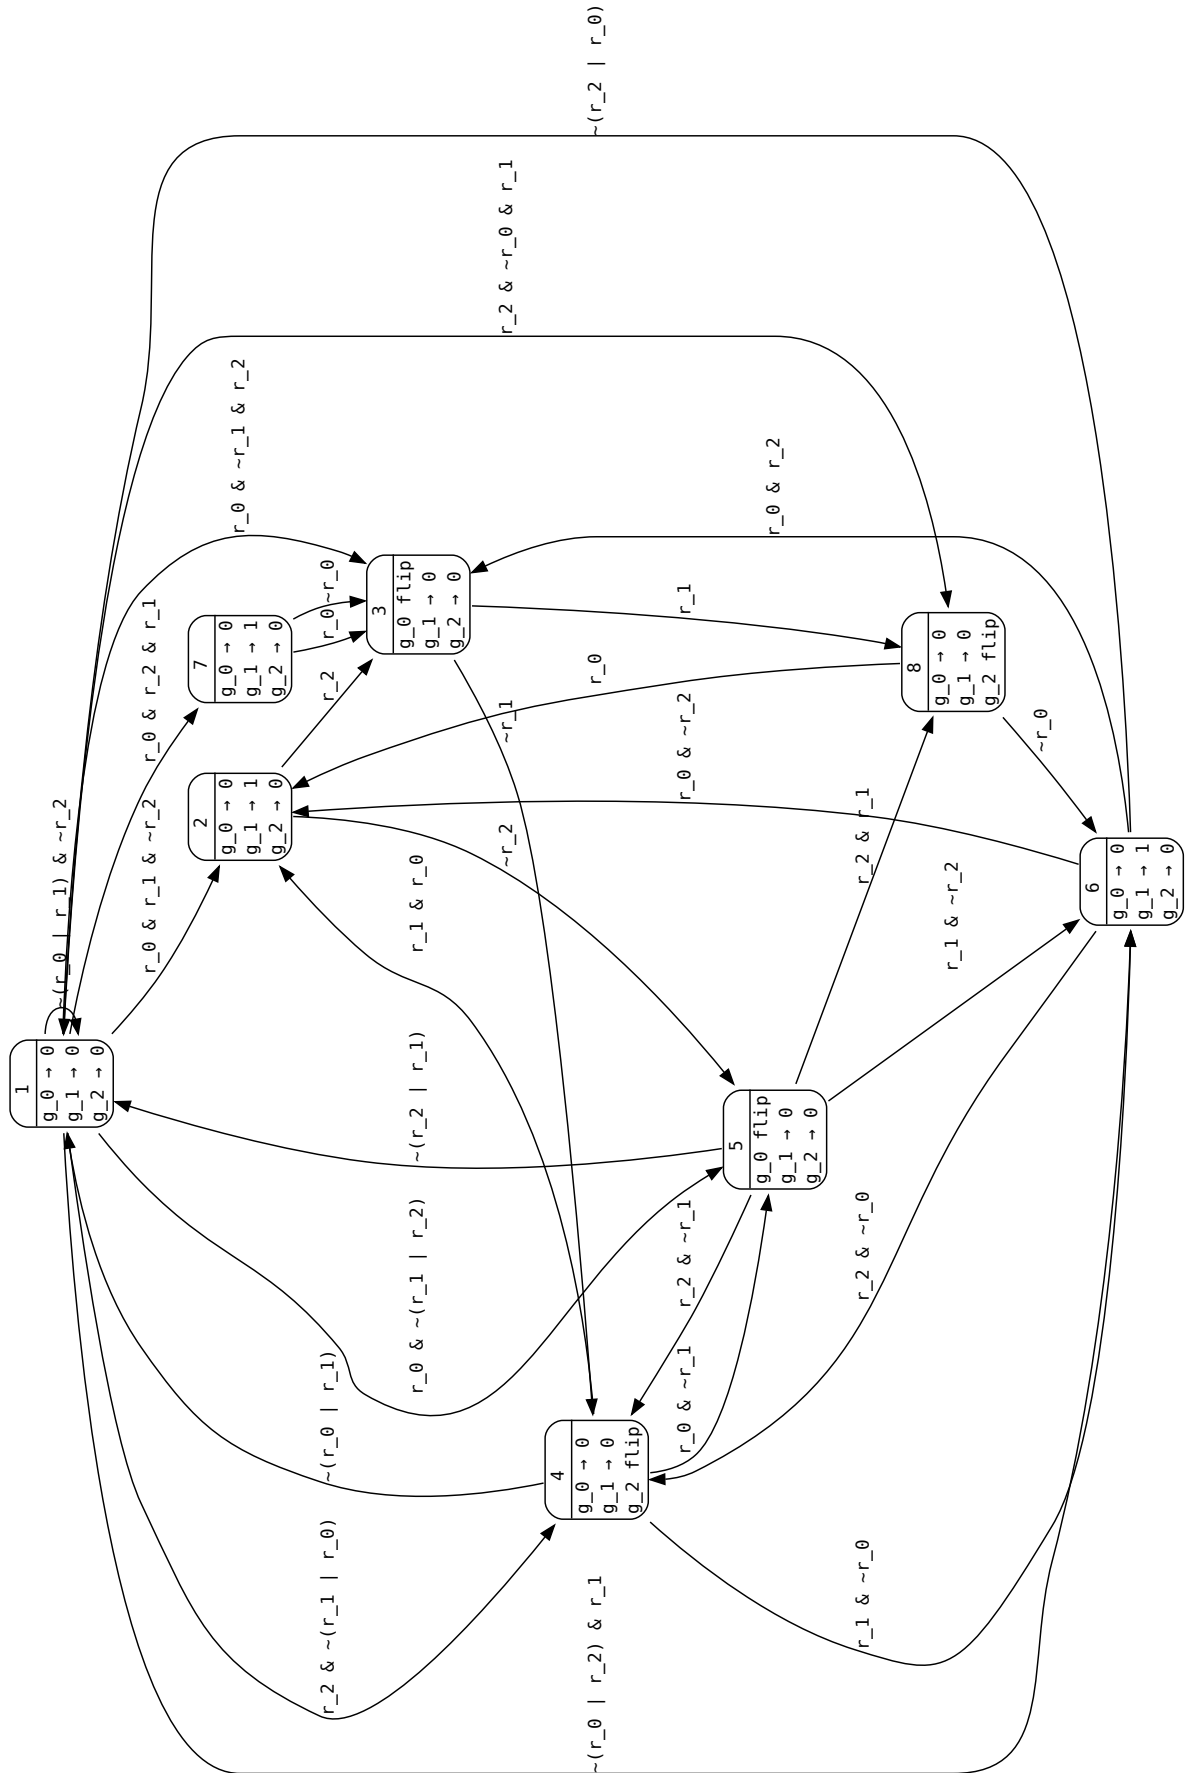 ~(r_2 | r_0)
r_2 & ~r_0 & r_1
r_0 & ~r_1 & r_2
r_0 & r_2
~r_0
r_0
r_1
r_0 & r_2 & r_1
3
g_0 flip
g_1 → 0
g_2 → 0
7
g_0 → 0
g_1 → 1
g_2 → 0
8
g_0 → 0
g_1 → 0
g_2 flip
r_2
r_0
~r_1
r_0 & ~r_2
~r_0
~(r_0 | r_1) & ~r_2
r_0 & r_1 & ~r_2
2
g_0 → 0
g_1 → 1
g_2 → 0
~r_2
r_2 & r_1
r_1 & r_0
r_1 & ~r_2
6
g_0 → 0
g_1 → 1
g_2 → 0
1
g_0 → 0
g_1 → 0
g_2 → 0
~(r_2 | r_1)
5
g_0 flip
g_1 → 0
g_2 → 0
r_0 & ~(r_1 | r_2)
r_2 & ~r_1
r_2 & ~r_0
~(r_0 | r_1)
r_0 & ~r_1
4
g_0 → 0
g_1 → 0
g_2 flip
r_2 & ~(r_1 | r_0)
r_1 & ~r_0
~(r_0 | r_2) & r_1